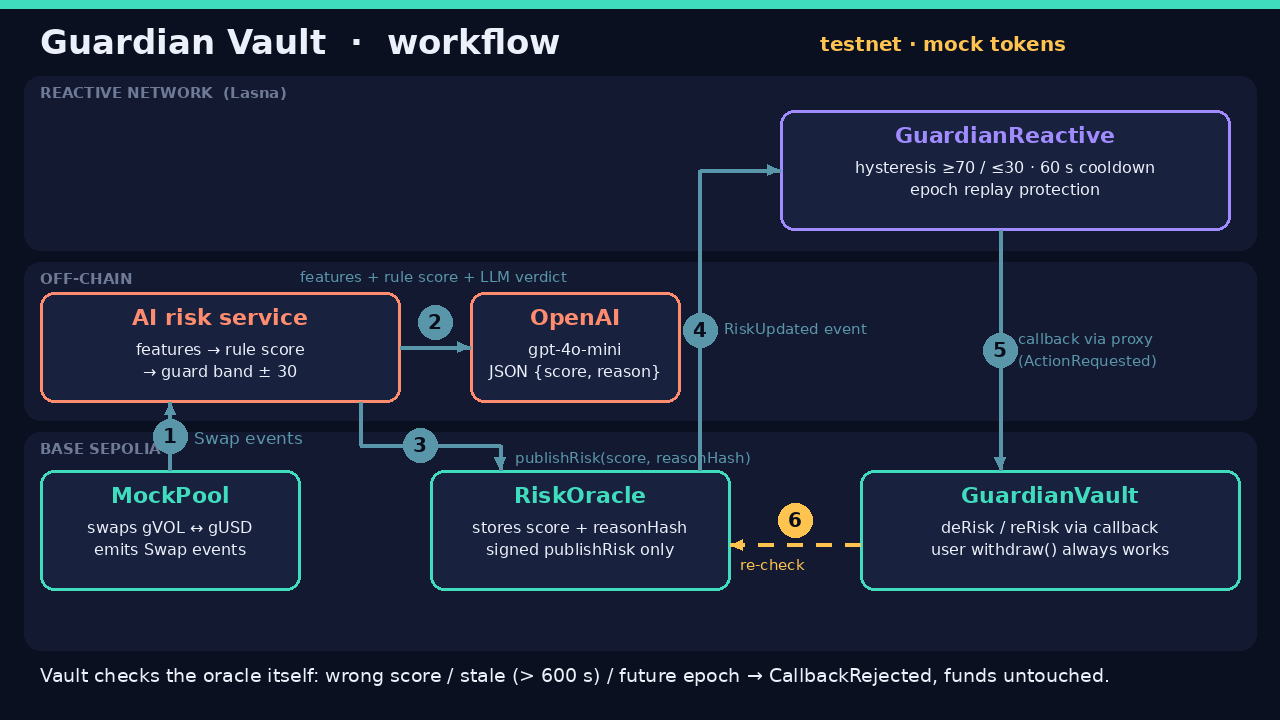 Guardian Vault · workflow
testnet · mock tokens
REACTIVE NETWORK (Lasna)
GuardianReactive
hysteresis ≥70 / ≤30 · 60 s cooldown
epoch replay protection
OFF-CHAIN
features + rule score + LLM verdict
AI risk service
features → rule score
→ guard band ± 30
2
OpenAI
gpt-4o-mini
JSON {score, reason}
4
RiskUpdated event
5
callback via proxy
(ActionRequested)
BASE SEPOLIA
1
Swap events
3
publishRisk(score, reasonHash)
MockPool
swaps gVOL ↔ gUSD
emits Swap events
RiskOracle
stores score + reasonHash
signed publishRisk only
6
re-check
GuardianVault
deRisk / reRisk via callback
user withdraw() always works
Vault checks the oracle itself: wrong score / stale (> 600 s) / future epoch → CallbackRejected, funds untouched.